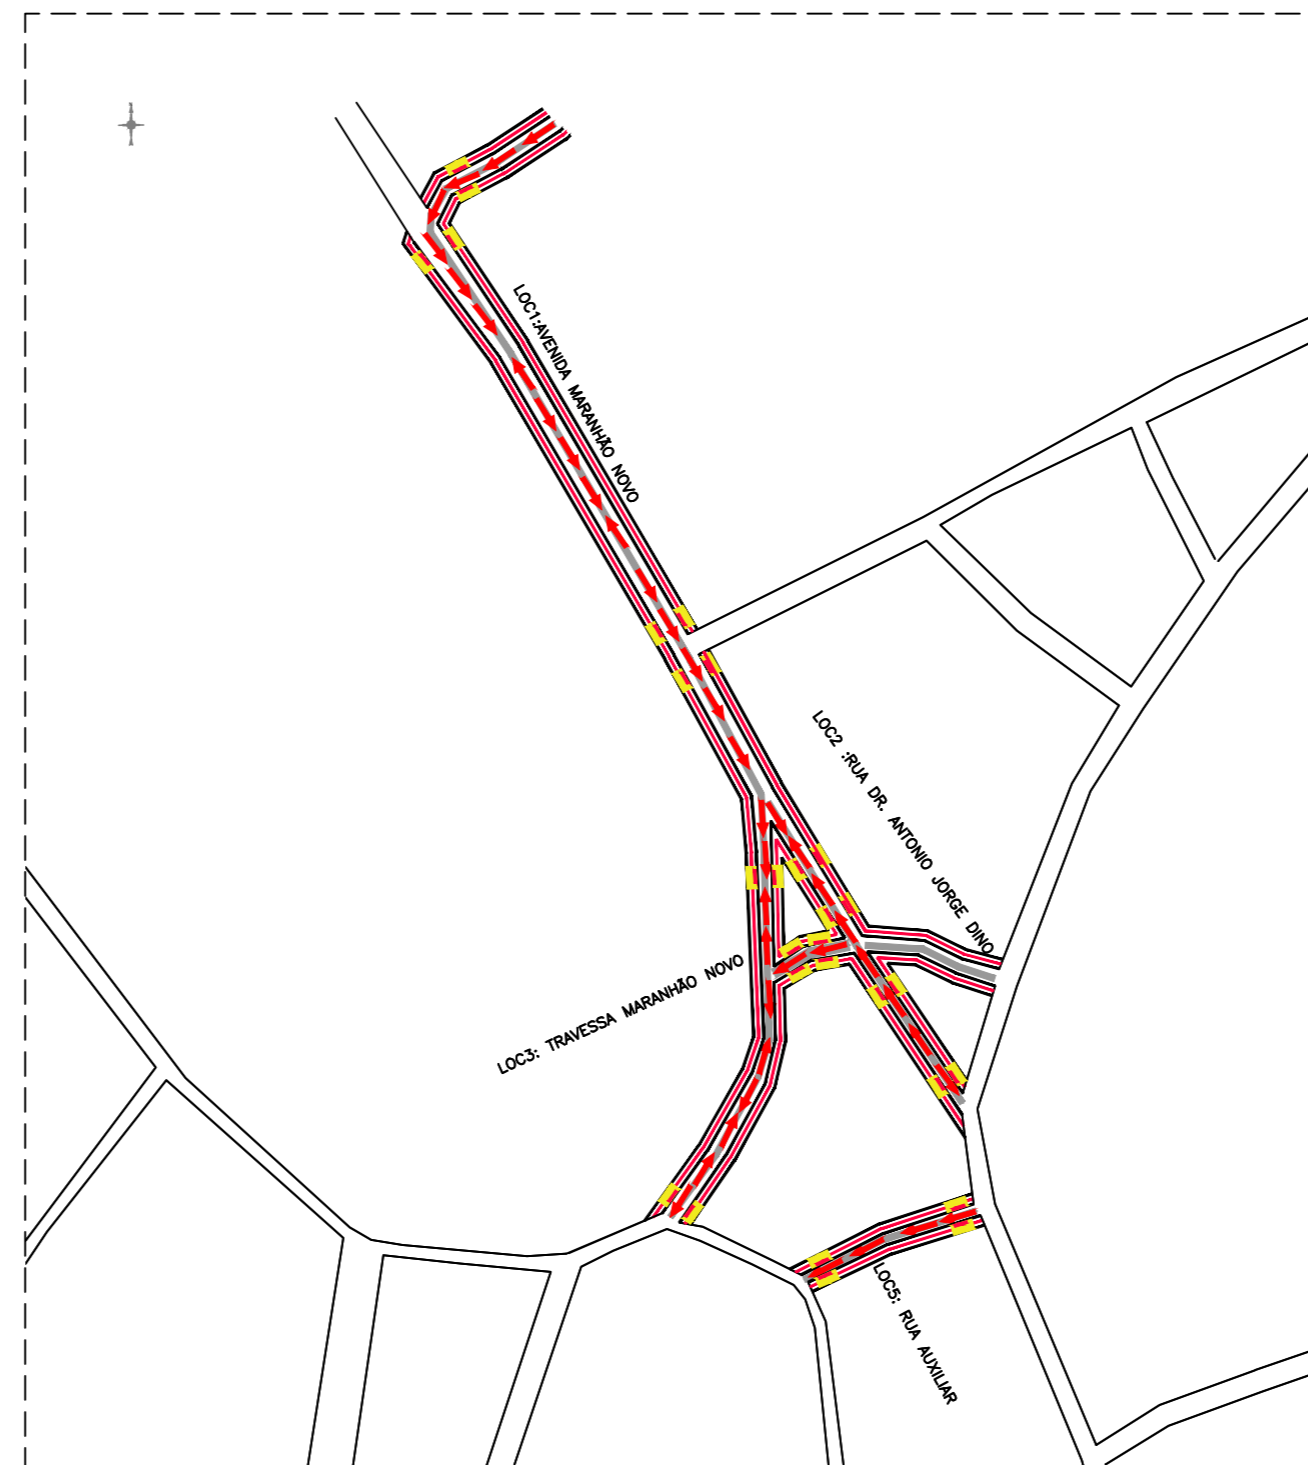 LOC1:AVENIDA MARANHÃO NOVO
LOC2 :RUA DR. ANTONIO JORGE DINO
LOC3: TRAVESSA MARANHÃO NOVO
LOC5: RUA AUXILIAR